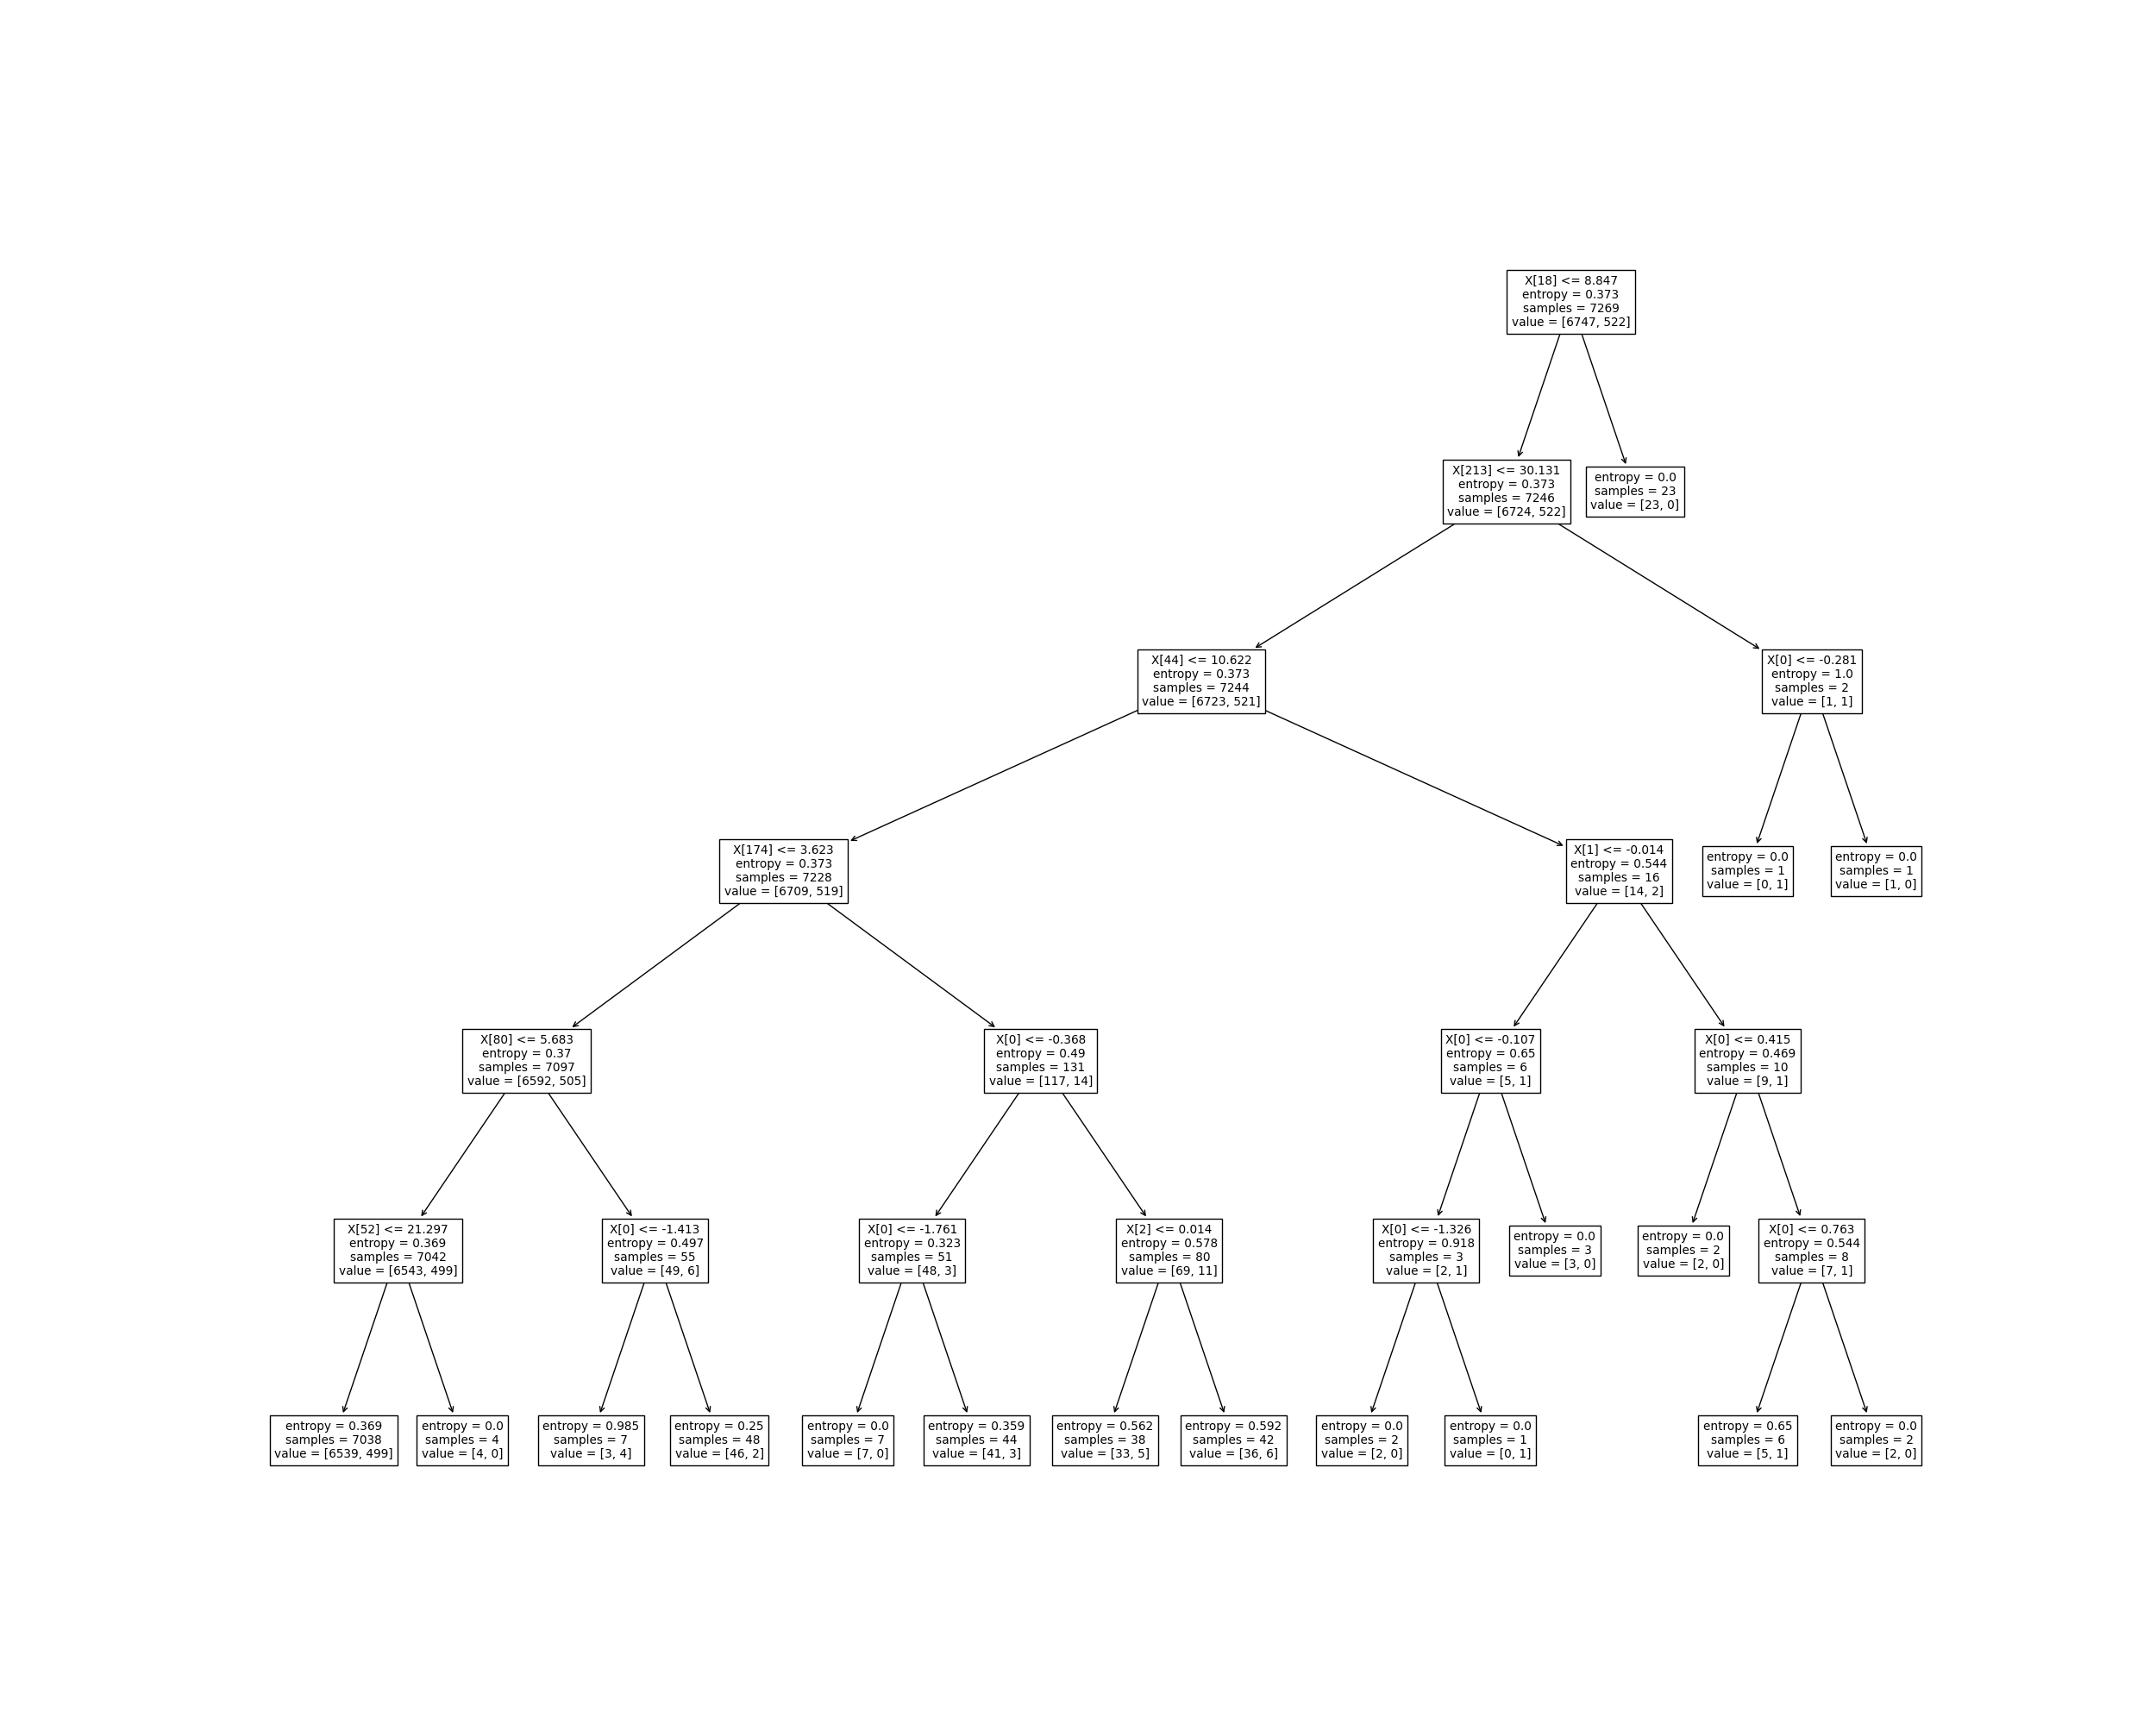 X[18] <= 8.847
entropy = 0.373
samples = 7269
value = [6747, 522]
X[213] <= 30.131
entropy = 0.373
samples = 7246
value = [6724, 522]
entropy = 0.0
samples = 23
value = [23, 0]
X[44] <= 10.622
entropy = 0.373
samples = 7244
value = [6723, 521]
X[0] <= -0.281
entropy = 1.0
samples = 2
value = [1, 1]
X[174] <= 3.623
entropy = 0.373
samples = 7228
value = [6709, 519]
X[1] <= -0.014
entropy = 0.544
samples = 16
value = [14, 2]
entropy = 0.0
samples = 1
value = [0, 1]
entropy = 0.0
samples = 1
value = [1, 0]
X[80] <= 5.683
entropy = 0.37
samples = 7097
value = [6592, 505]
X[0] <= -0.368
entropy = 0.49
samples = 131
value = [117, 14]
X[0] <= -0.107
entropy = 0.65
samples = 6
value = [5, 1]
X[0] <= 0.415
entropy = 0.469
samples = 10
value = [9, 1]
X[52] <= 21.297
entropy = 0.369
samples = 7042
value = [6543, 499]
X[0] <= -1.413
entropy = 0.497
samples = 55
value = [49, 6]
X[0] <= -1.761
entropy = 0.323
samples = 51
value = [48, 3]
X[2] <= 0.014
entropy = 0.578
samples = 80
value = [69, 11]
X[0] <= -1.326
entropy = 0.918
samples = 3
value = [2, 1]
entropy = 0.0
samples = 3
value = [3, 0]
entropy = 0.0
samples = 2
value = [2, 0]
X[0] <= 0.763
entropy = 0.544
samples = 8
value = [7, 1]
entropy = 0.369
samples = 7038
value = [6539, 499]
entropy = 0.0
samples = 4
value = [4, 0]
entropy = 0.985
samples = 7
value = [3, 4]
entropy = 0.25
samples = 48
value = [46, 2]
entropy = 0.0
samples = 7
value = [7, 0]
entropy = 0.359
samples = 44
value = [41, 3]
entropy = 0.562
samples = 38
value = [33, 5]
entropy = 0.592
samples = 42
value = [36, 6]
entropy = 0.0
samples = 2
value = [2, 0]
entropy = 0.0
samples = 1
value = [0, 1]
entropy = 0.65
samples = 6
value = [5, 1]
entropy = 0.0
samples = 2
value = [2, 0]